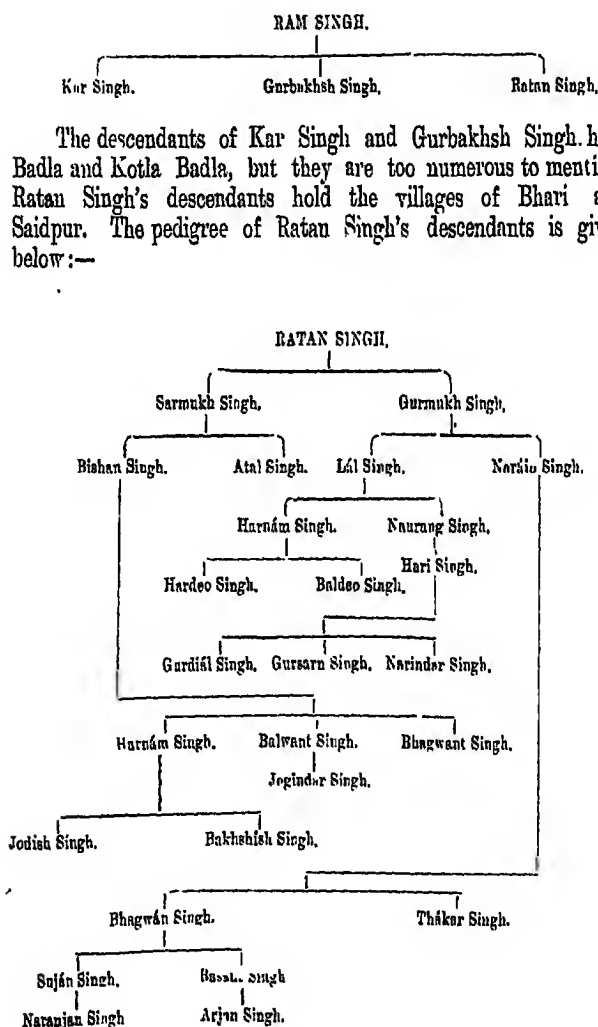 RAM SINGH.
Kar Singh. Gurbakhsh Singh. Ratan Singh.
The descendants of Kar Singh and Gurbakhsh Singh. h
Badla and Kotla Badla, but they are too numerous to menti
Ratan Singh's descendants hold the villages of Bhari a
Saidpur. The pedigree of Ratan Singh's descendants is giv
below:—
RATAN SINGH.
Sarmukh Singh. Gurmukh Singh.
Bishan Singh. Atal Singh. Lál Singh. Naráin Singh.
Harnám Singh. Naurang Singh.
Hari Singh.
Hardeo Singh. Baldeo Singh.
Gurdiál Singh. Gursarn Singh. Narindar Singh.
Harnám Singh. Balwant Singh. Bhagwant Singh.
Jogindar Singh.
Jodish Singh. Bakhshish Singh.
Bhagwán Singh. Thákar Singh.
Suján Singh. Singh
Naranjan Singh Arjan Singh.